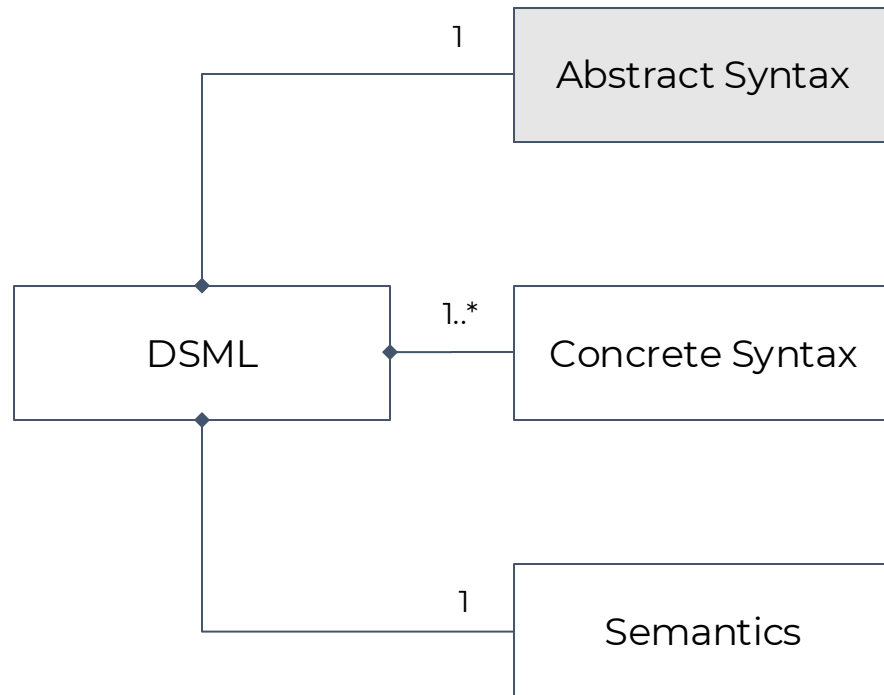 1
Abstract Syntax
DSML
1..*
Concrete Syntax
1
Semantics